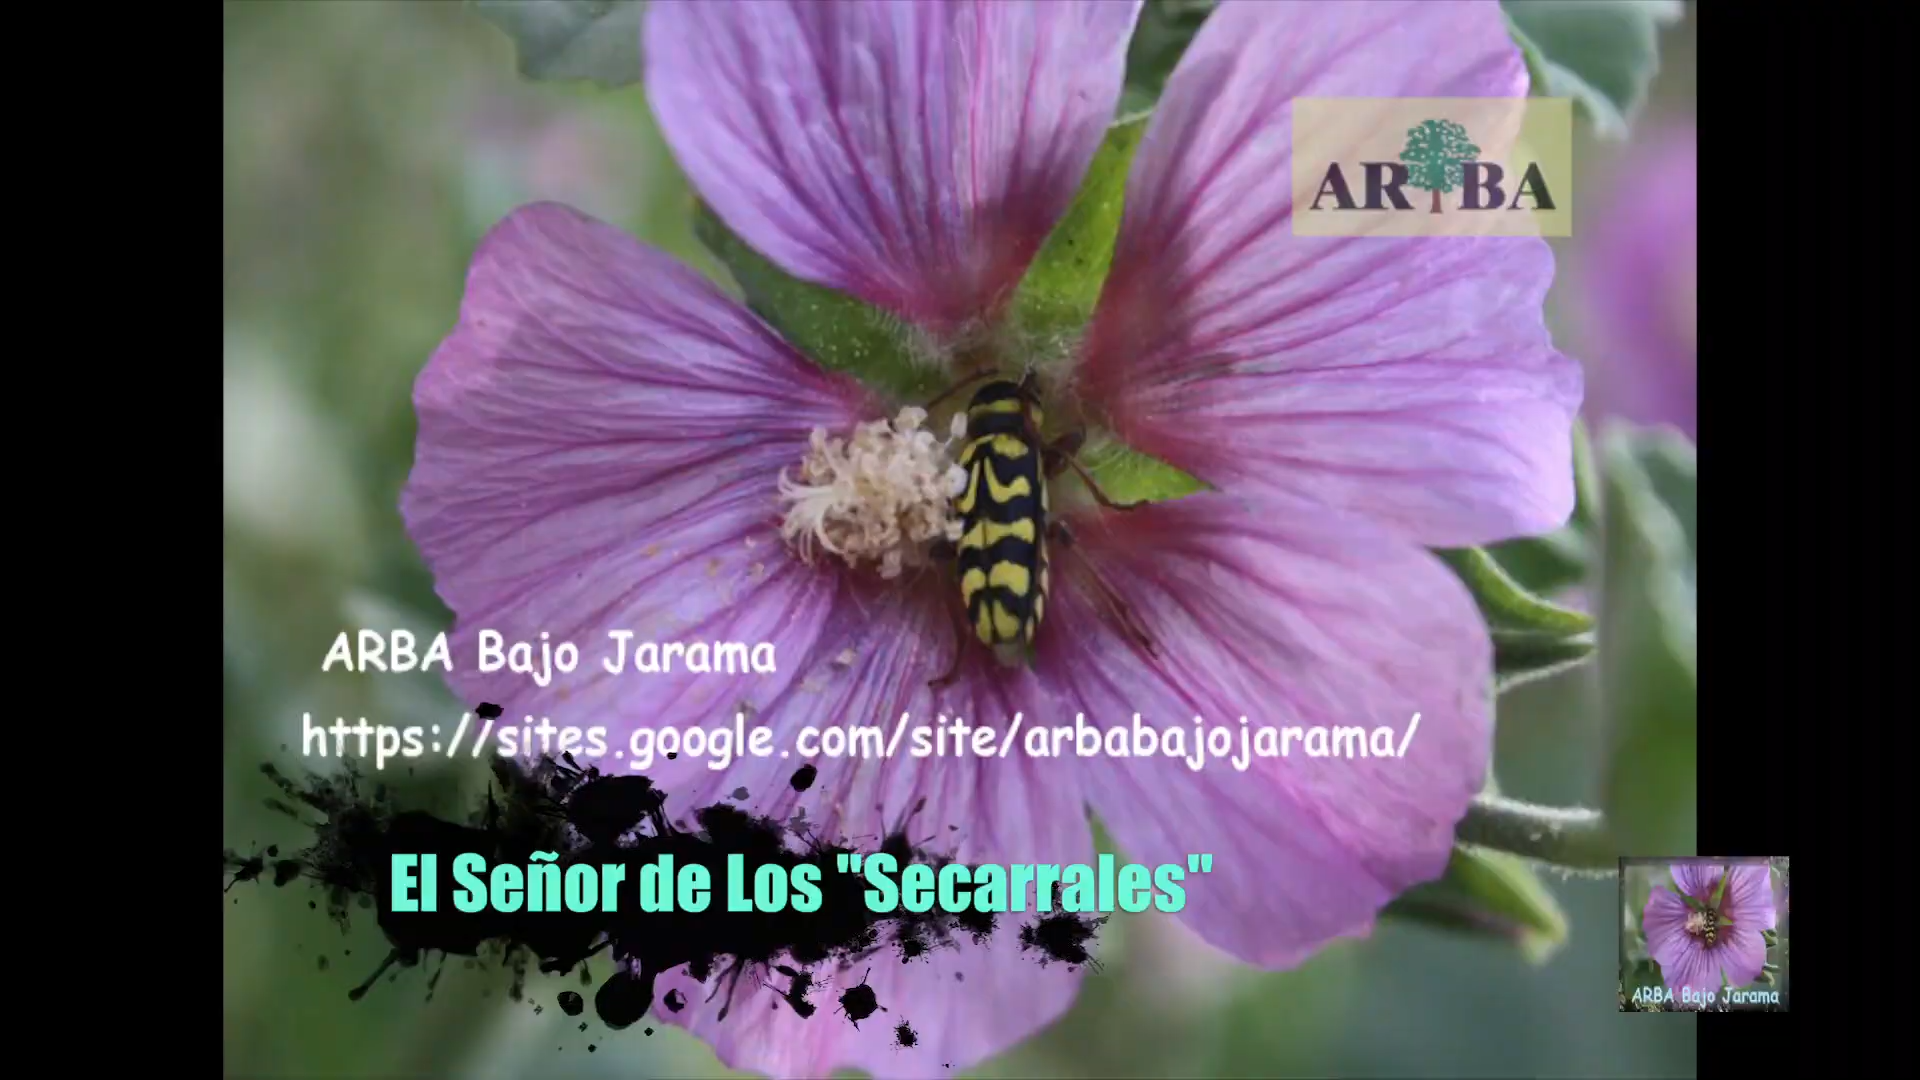 ARBA
ARBA Bajo Jarama
https://sites.google.com/site/arbabajojarama/
El Señor de Los "Secarrales"
ARBA Bajo Jarama